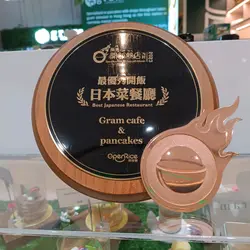 最優秀開飯
日本菜餐廳
Best Japanese Restaurant
Gram cafe
&
pancakes
OpenRice